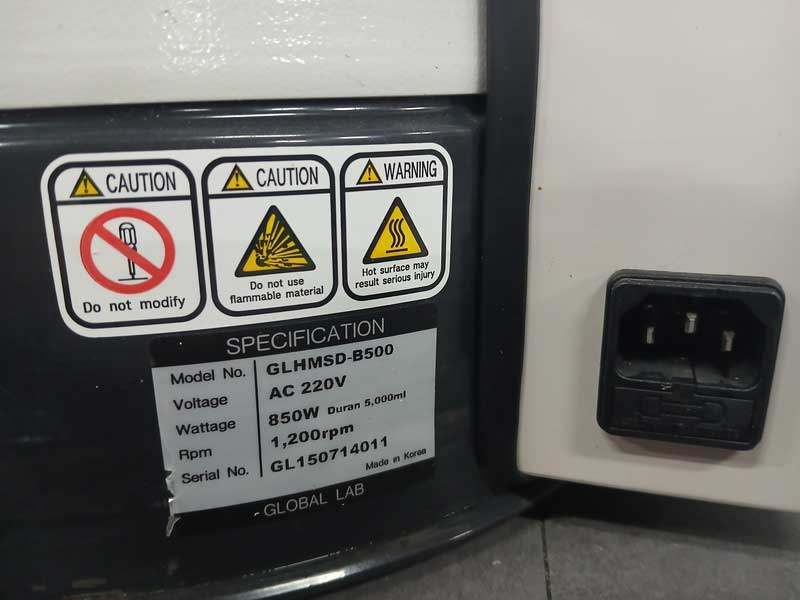 CAUTION
Do not modify
CAUTION
Do not use
flammable material
WARNING
Hot surface may
result serious injury
SPECIFICATION
Model No. GLHMSD-B500
Voltage AC 220V
Wattage 850W Duran 5,000ml
Rpm 1,200rpm
Serial No. GL150714011
Made in Korea
GLOBAL LAB